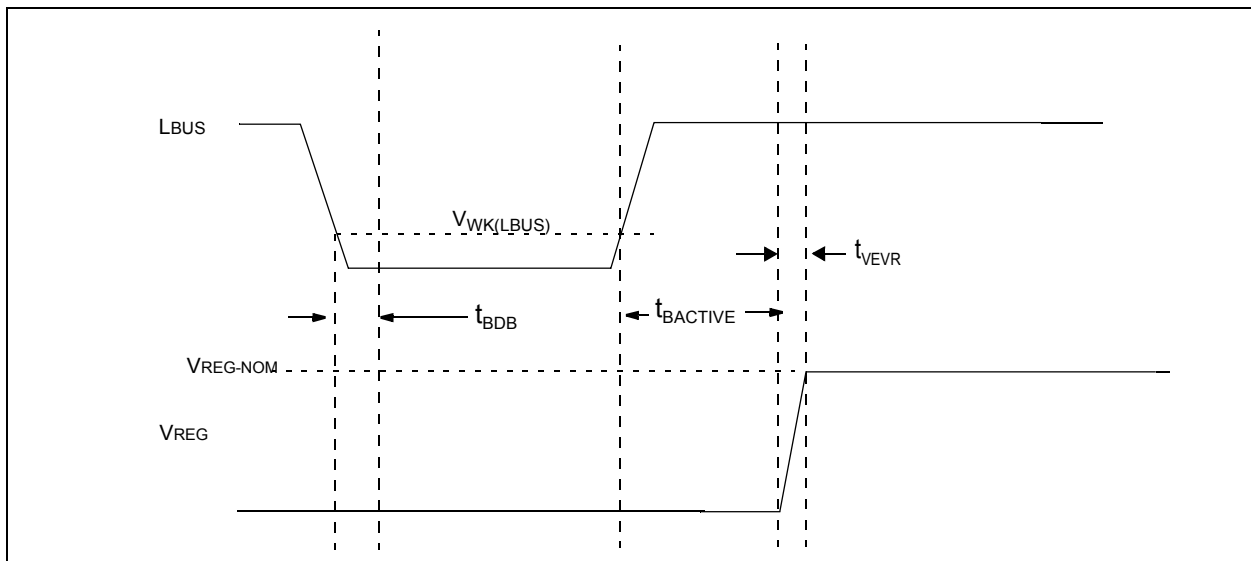 LBUS
VWK(LBUS)
tVEVR
tBDB
tBACTIVE
VREG-NOM
VREG